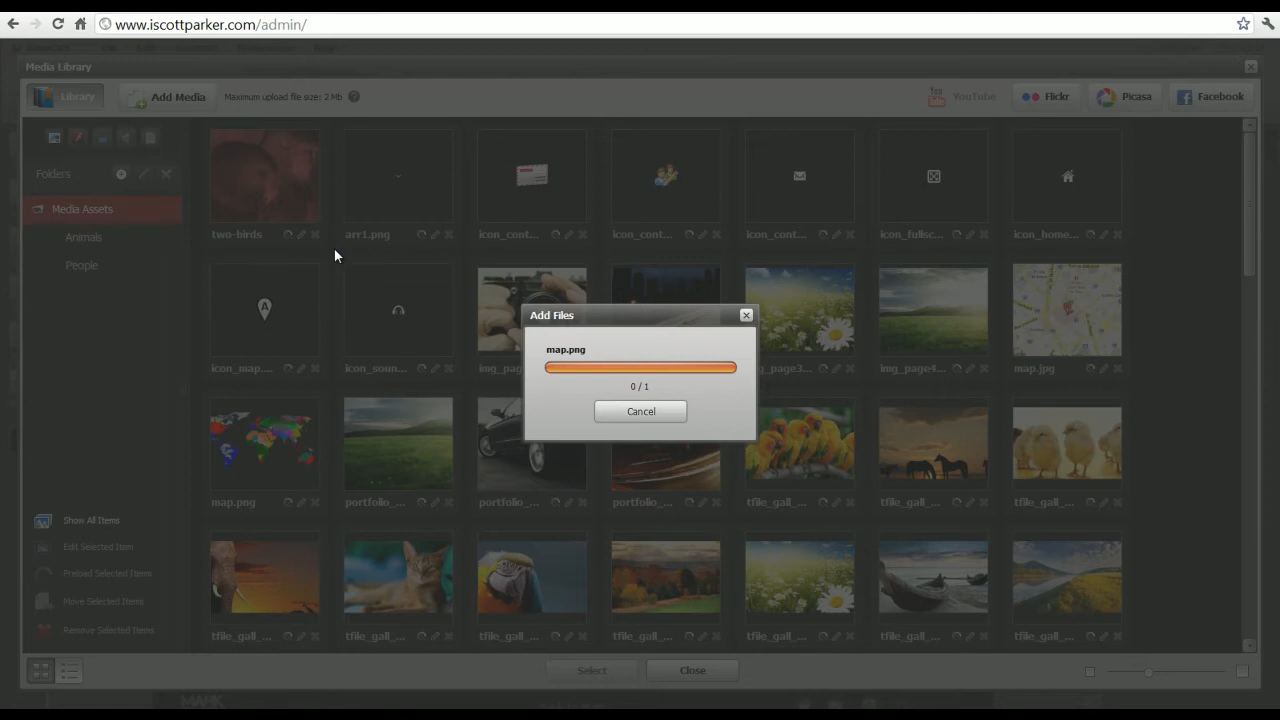 www.iscottparker.com/admin/
Media Library
Library Add Media Maximum upload file size: 2 Mb ? You YouTube Flickr Picasa Facebook
Folders
Media Assets
Animals
People
two-birds arr1.png icon_cont... icon_cont... icon_cont... icon_fullsc... icon_home...
A
icon_map.... icon_soun... img_pag... img_page3... img_page4... map.jpg
Add Files
map.png
0 / 1
Cancel
map.png portfolio_... portfolio_... portfolio_... tfile_gall_... tfile_gall_... tfile_gall_...
Show All Items
Edit Selected Item
Preload Selected Items
Move Selected Items
Remove Selected Items
tfile_gall_... tfile_gall_... tfile_gall_... tfile_gall_... tfile_gall_... tfile_gall_... tfile_gall_...
Select Close